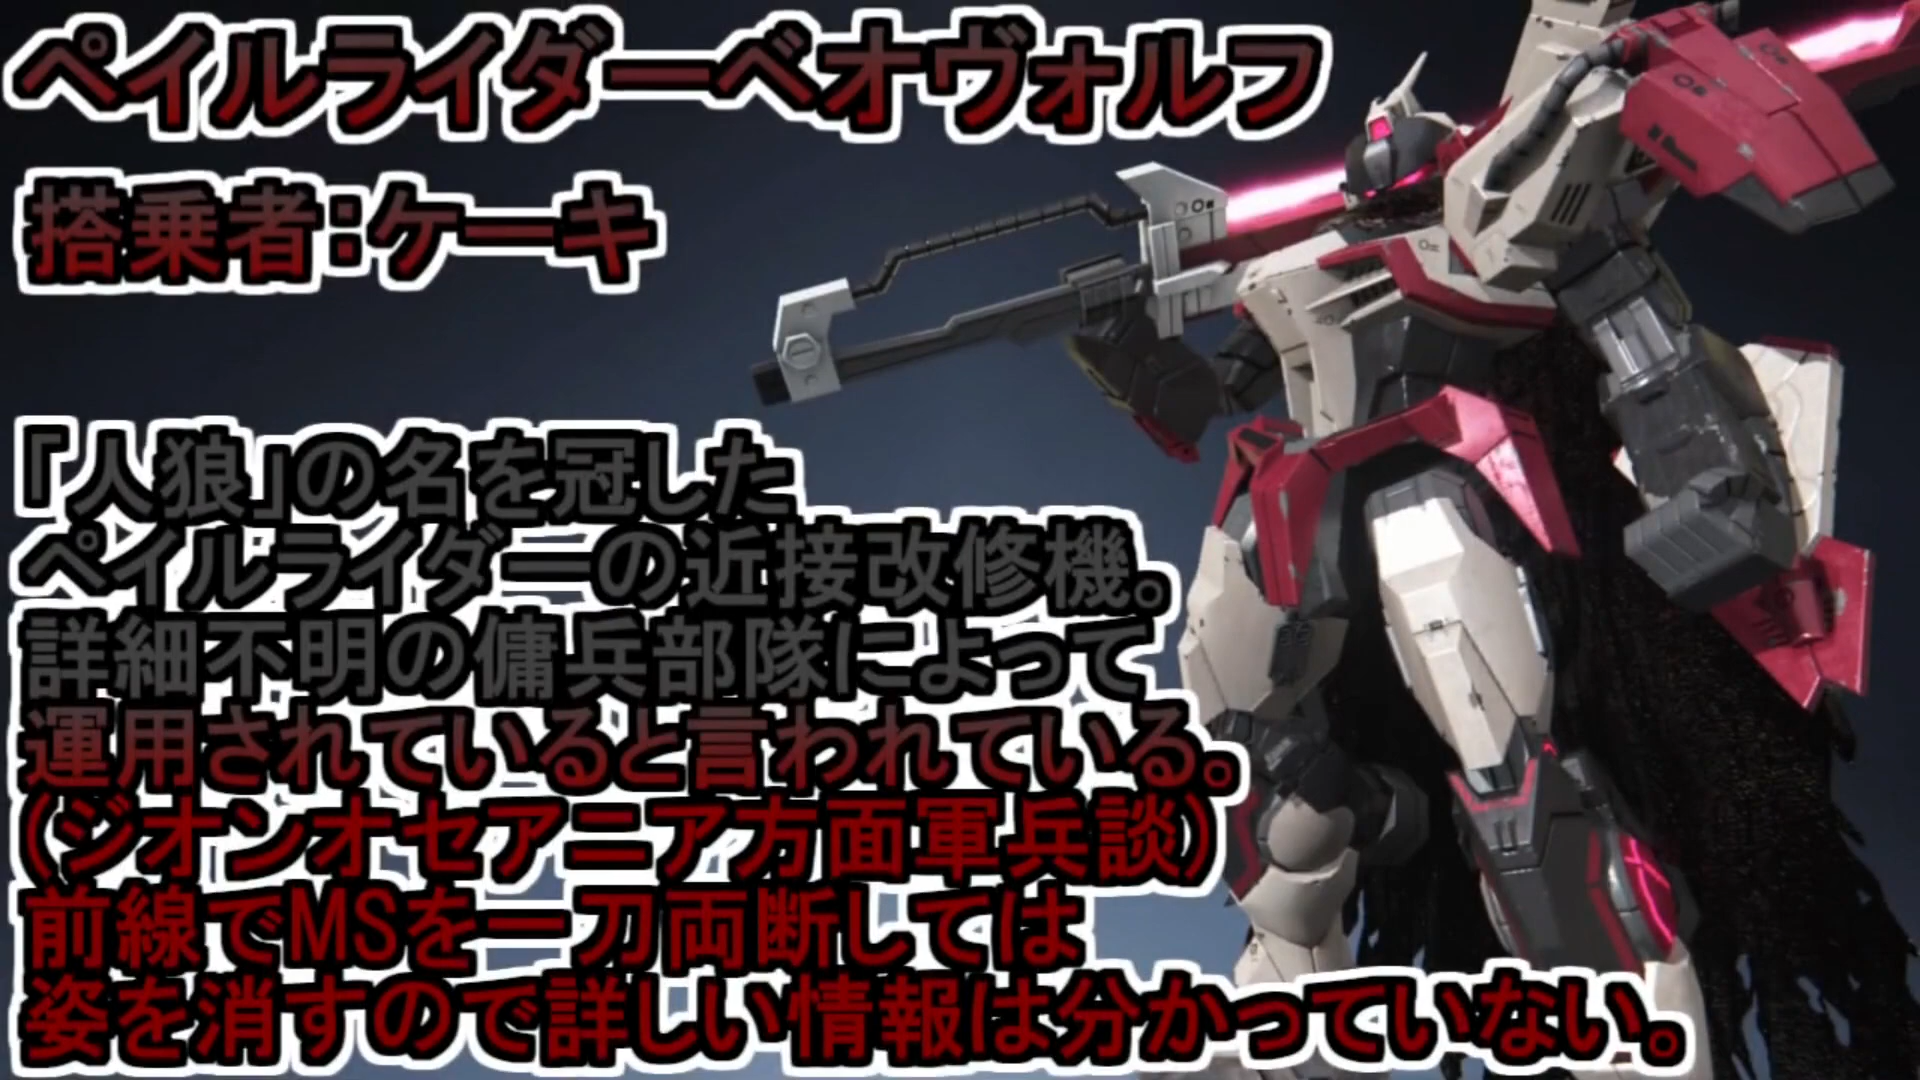 ペイルライダーベオヴォルフ
搭乗者：ケーキ
『人狼』の名を冠した
ペイルライダーの近接改修機。
詳細不明の傭兵部隊によって
運用されていると言われている。
(ジオンオセアニア方面軍兵談)
前線でMSを一刀両断しては
姿を消すので詳しい情報は分かっていない。